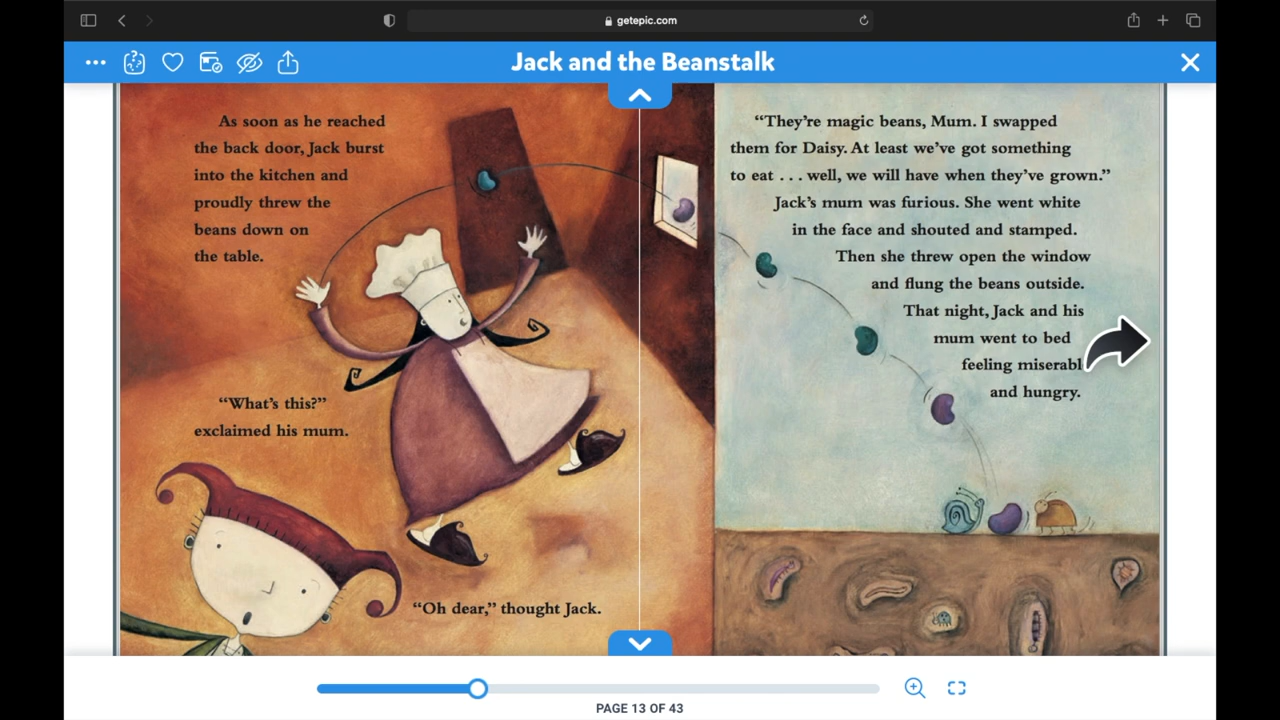 getepic.com
Jack and the Beanstalk
As soon as he reached
the back door, Jack burst
into the kitchen and
proudly threw the
beans down on
the table.
“What’s this?”
exclaimed his mum.
“Oh dear,” thought Jack.
“They’re magic beans, Mum. I swapped
them for Daisy. At least we’ve got something
to eat . . . well, we will have when they’ve grown.”
Jack’s mum was furious. She went white
in the face and shouted and stamped.
Then she threw open the window
and flung the beans outside.
That night, Jack and his
mum went to bed
feeling miserabl
and hungry.
PAGE 13 OF 43